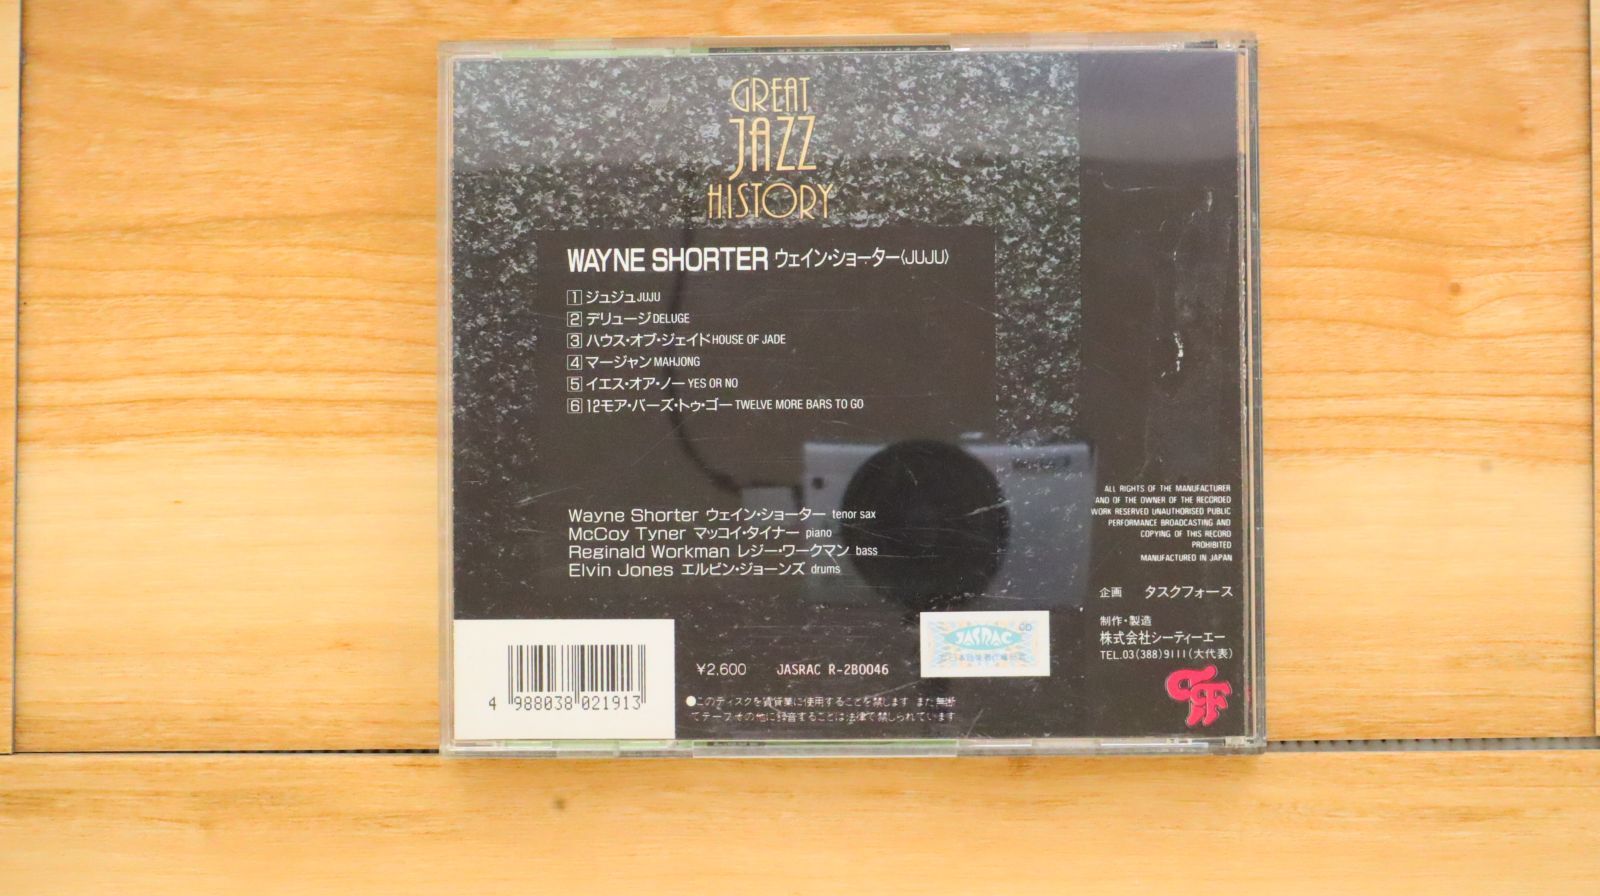 GREAT
JAZZ
HISTORY
WAYNE SHORTER ウェイン・ショーター〈JUJU〉
1 ジュジュ JUJU
2 デリュージ DELUGE
3 ハウス・オブ・ジェイド HOUSE OF JADE
4 マージャン MAHJONG
5 イエス・オア・ノー YES OR NO
6 12モア・バーズ・トゥ・ゴー TWELVE MORE BARS TO GO
Wayne Shorter ウェイン・ショーター tenor sax
McCoy Tyner マッコイ・タイナー piano
Reginald Workman レジー・ワークマン bass
Elvin Jones エルビン・ジョーンズ drums
ALL RIGHTS OF THE MANUFACTURER
AND OF THE OWNER OF THE RECORDED
WORK RESERVED UNAUTHORISED PUBLIC
PERFORMANCE BROADCASTING AND
COPYING OF THIS RECORD
PROHIBITED
MANUFACTURED IN JAPAN
企画 タスクフォース
制作・製造
株式会社シーティーエー
TEL.03(388)9111(大代表)
CD
JASRAC
¥2,600 JASRAC R-2B0046
●このディスクを賃貸業に使用することを禁じます また無断
でテープその他に録音することは法律で禁じられています
4 988038 021913